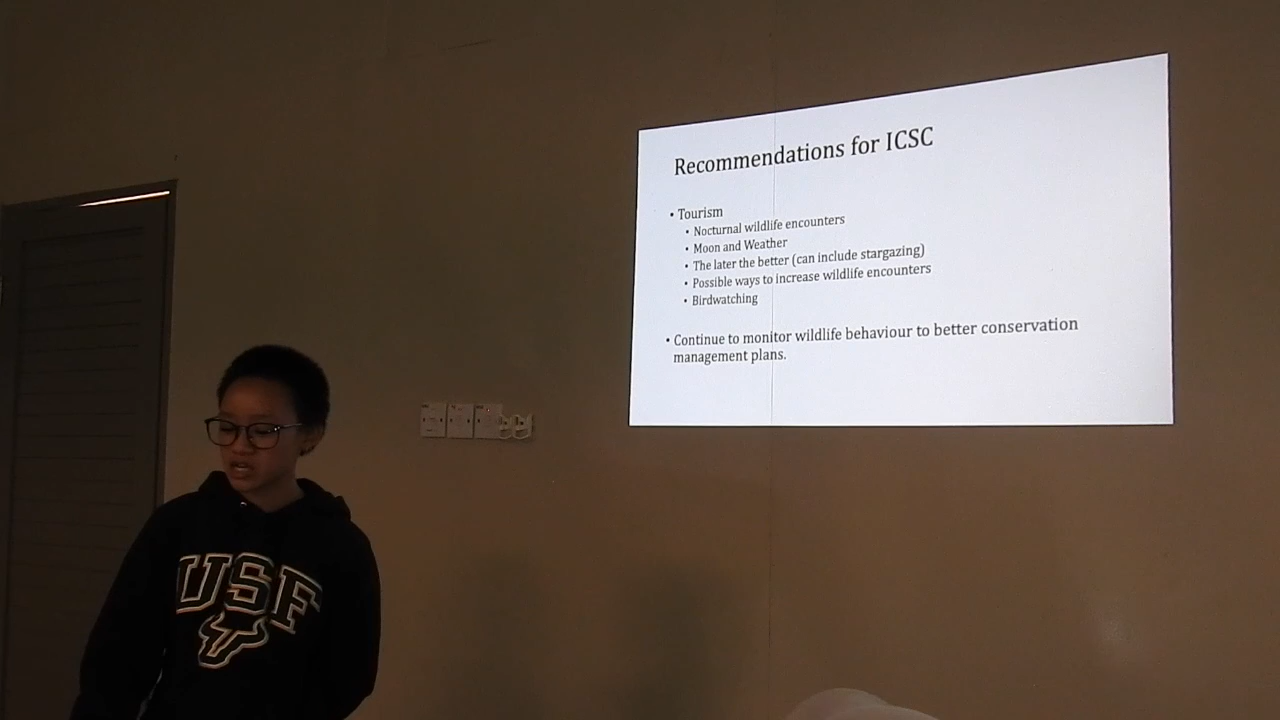 Recommendations for ICSC
• Tourism
• Nocturnal wildlife encounters
• Moon and Weather
• The later the better (can include stargazing)
• Possible ways to increase wildlife encounters
• Birdwatching
• Continue to monitor wildlife behaviour to better conservation
management plans.
USF